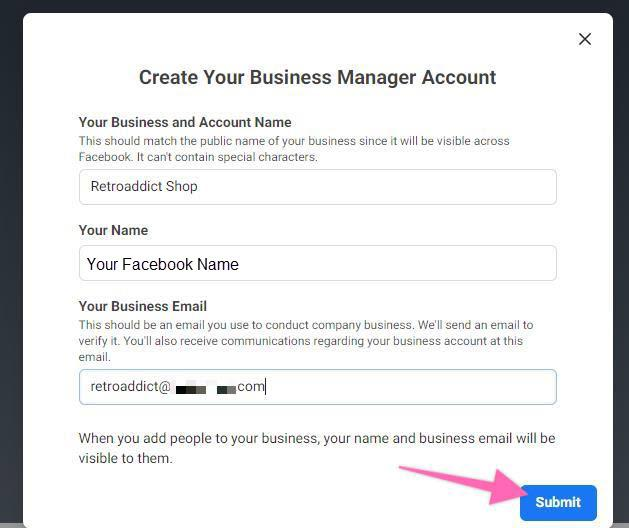 Create Your Business Manager Account
Your Business and Account Name
This should match the public name of your business since it will be visible across
Facebook. It can't contain special characters.
Retroaddict Shop
Your Name
Your Facebook Name
Your Business Email
This should be an email you use to conduct company business. We'll send an email to
verify it. You'll also receive communications regarding your business account at this
email.
retroaddict@ com
When you add people to your business, your name and business email will be
visible to them.
Submit